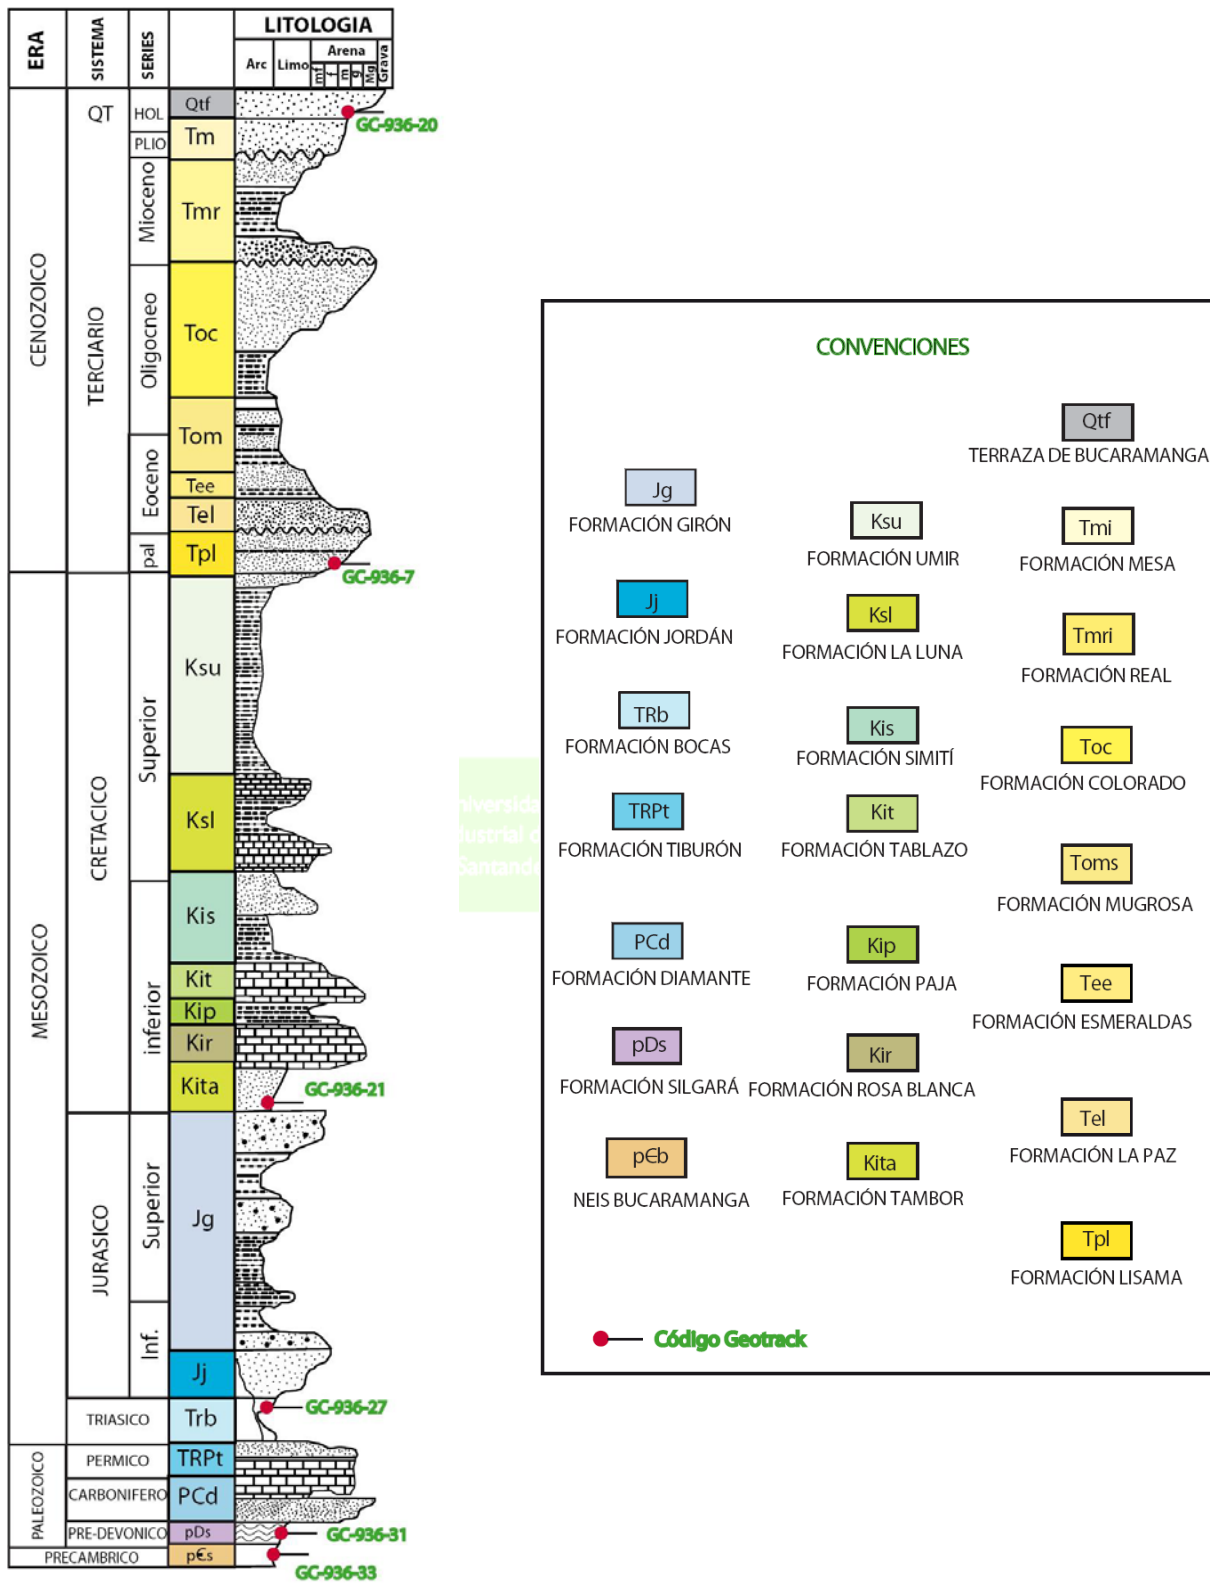 LITOLOGIA
ERA
SISTEMA
SERIES
Arc
Limo
Arena
mf
f
m
g
Mg
Grava
CENOZOICO
QT
HOL
Qtf
GC-936-20
PLIO
Tm
TERCIARIO
Mioceno
Tmr
Oligocneo
Toc
Tom
Eoceno
Tee
Tel
pal
Tpl
GC-936-7
MESOZOICO
CRETACICO
Superior
Ksu
Ksl
inferior
Kis
Kit
Kip
Kir
Kita
GC-936-21
JURASICO
Superior
Jg
Inf.
Jj
TRIASICO
Trb
GC-936-27
PALEOZOICO
PERMICO
TRPt
CARBONIFERO
PCd
PRE-DEVONICO
pDs
GC-936-31
PRECAMBRICO
p€s
GC-936-33
niversida
dustrial d
Santande
CONVENCIONES
Jg
FORMACIÓN GIRÓN
Jj
FORMACIÓN JORDÁN
TRb
FORMACIÓN BOCAS
TRPt
FORMACIÓN TIBURÓN
PCd
FORMACIÓN DIAMANTE
pDs
FORMACIÓN SILGARÁ
p€b
NEIS BUCARAMANGA
Ksu
FORMACIÓN UMIR
Ksl
FORMACIÓN LA LUNA
Kis
FORMACIÓN SIMITÍ
Kit
FORMACIÓN TABLAZO
Kip
FORMACIÓN PAJA
Kir
FORMACIÓN ROSA BLANCA
Kita
FORMACIÓN TAMBOR
Qtf
TERRAZA DE BUCARAMANGA
Tmi
FORMACIÓN MESA
Tmri
FORMACIÓN REAL
Toc
FORMACIÓN COLORADO
Toms
FORMACIÓN MUGROSA
Tee
FORMACIÓN ESMERALDAS
Tel
FORMACIÓN LA PAZ
Tpl
FORMACIÓN LISAMA
Código Geotrack